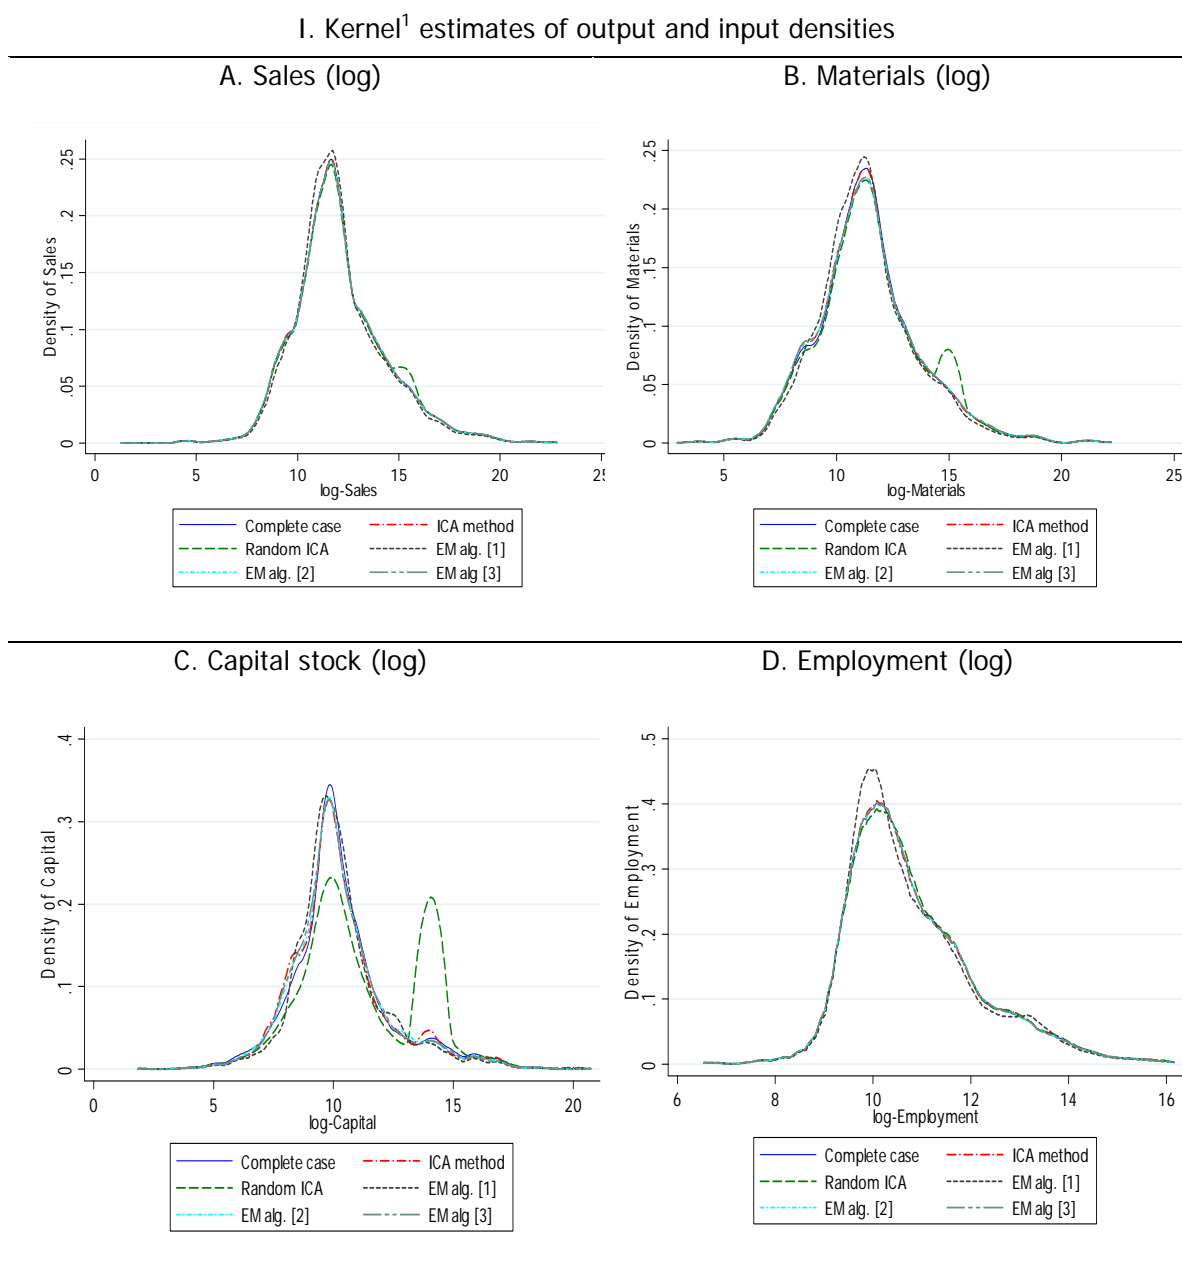 I. Kernel1 estimates of output and input densities
A. Sales (log)
B. Materials (log)
Density of Sales
0 .05 .1 .15 .2 .25
0 5 10 15 20 25
log-Sales
Complete case ICA method
Random ICA EM alg. [1]
EM alg. [2] EM alg [3]
Density of Materials
0 .05 .1 .15 .2 .25
5 10 15 20 25
log-Materials
Complete case ICA method
Random ICA EM alg. [1]
EM alg. [2] EM alg [3]
C. Capital stock (log)
D. Employment (log)
Density of Capital
0 .1 .2 .3 .4
0 5 10 15 20
log-Capital
Complete case ICA method
Random ICA EM alg. [1]
EM alg. [2] EM alg [3]
Density of Employment
0 .1 .2 .3 .4 .5
6 8 10 12 14 16
log-Employment
Complete case ICA method
Random ICA EM alg. [1]
EM alg. [2] EM alg [3]